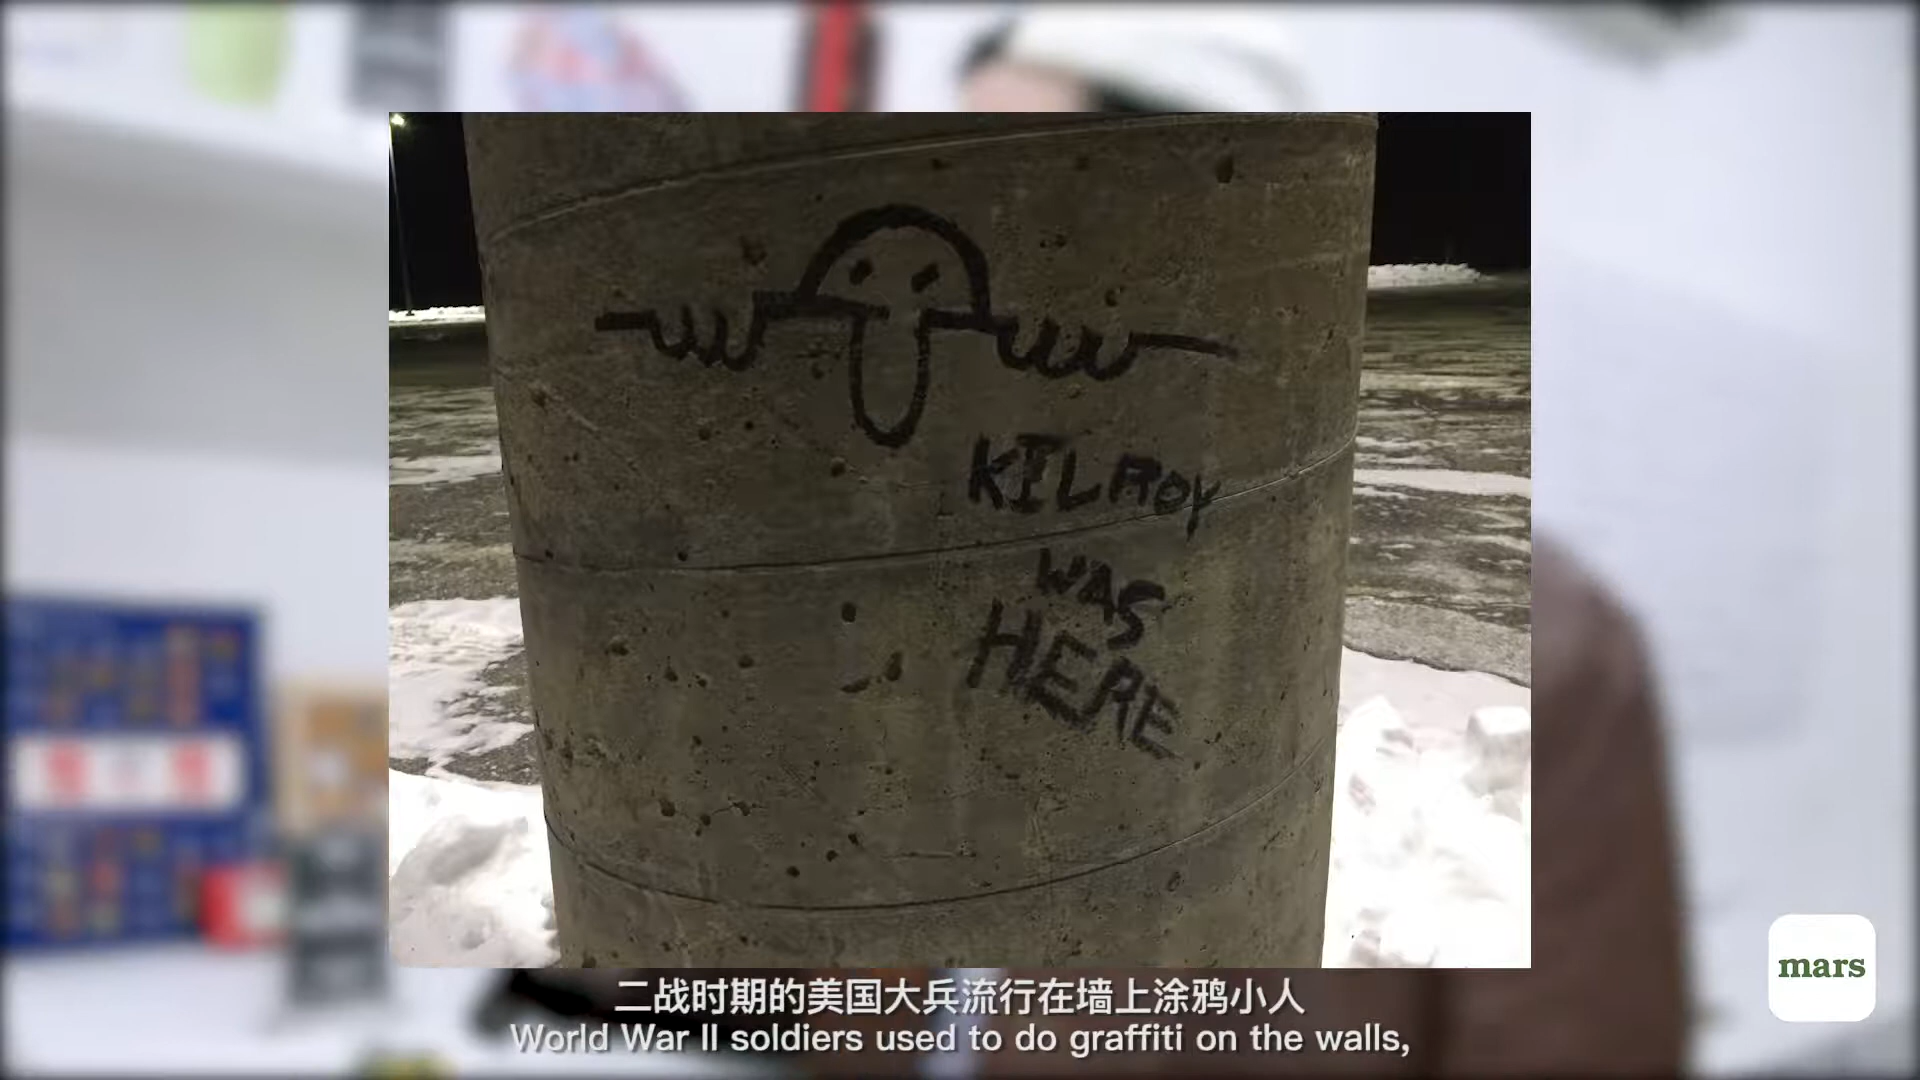 KILROY
WAS
HERE
mars
二战时期的美国大兵流行在墙上涂鸦小人
World War II soldiers used to do graffiti on the walls,